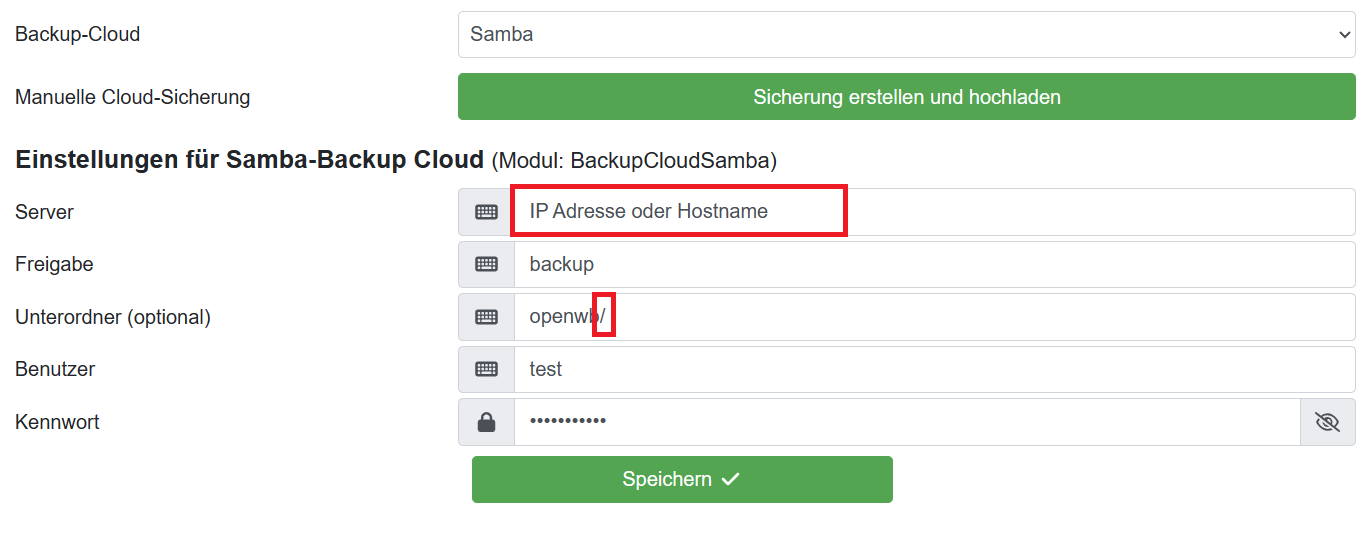 Backup-Cloud Samba
Manuelle Cloud-Sicherung Sicherung erstellen und hochladen
Einstellungen für Samba-Backup Cloud (Modul: BackupCloudSamba)
Server IP Adresse oder Hostname
Freigabe backup
Unterordner (optional) openwb/
Benutzer test
Kennwort •••••••••••
Speichern ✓